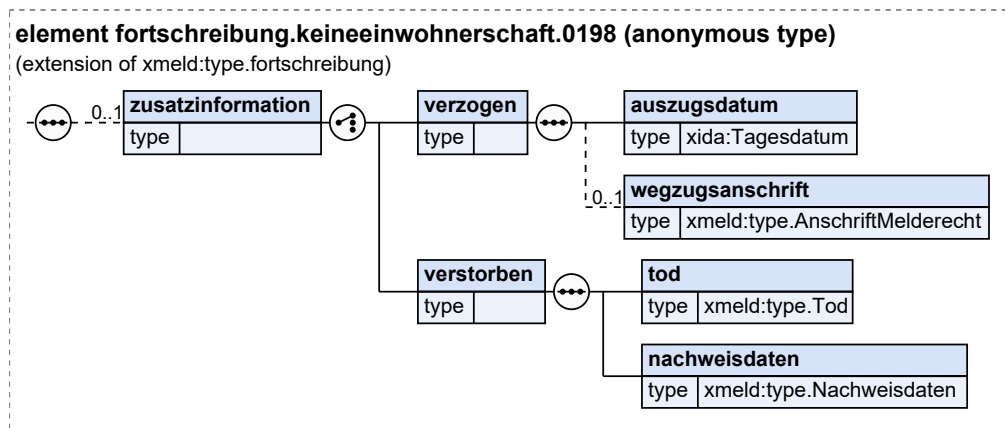 element fortschreibung.keineeinwohnerschaft.0198 (anonymous type)
(extension of xmeld:type.fortschreibung)
0..1
zusatzinformation
type
verzogen
type
auszugsdatum
type xida:Tagesdatum
0..1
wegzugsanschrift
type xmeld:type.AnschriftMelderecht
verstorben
type
tod
type xmeld:type.Tod
nachweisdaten
type xmeld:type.Nachweisdaten